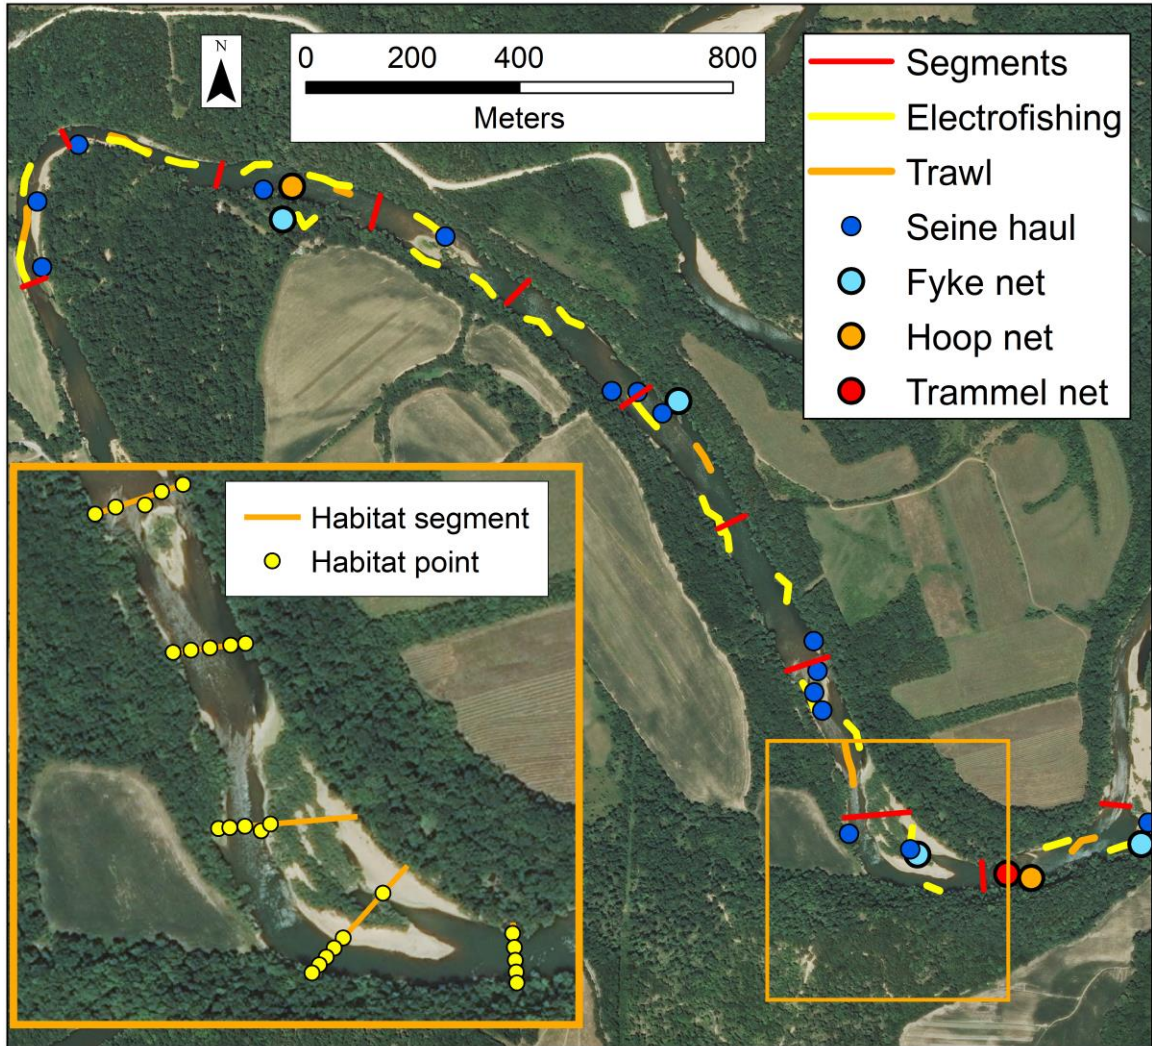 N
0 200 400 800
Meters
Segments
Electrofishing
Trawl
Seine haul
Fyke net
Hoop net
Trammel net
Habitat segment
Habitat point